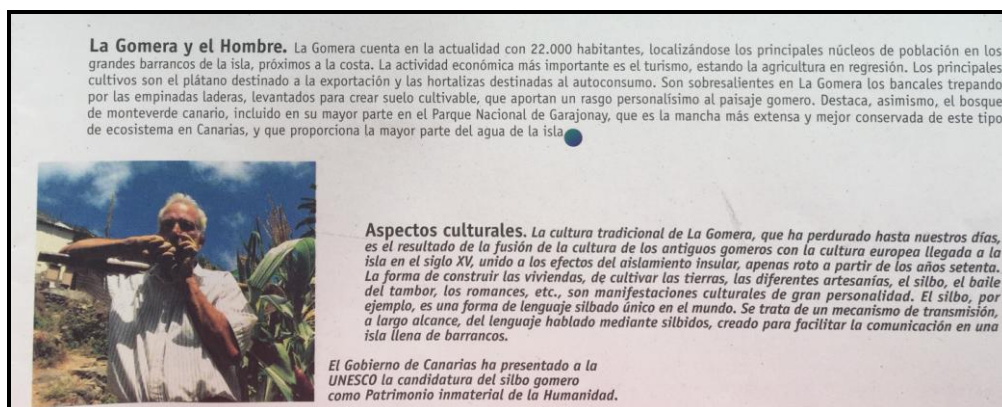 La Gomera y el Hombre. La Gomera cuenta en la actualidad con 22.000 habitantes, localizándose los principales núcleos de población en los
grandes barrancos de la isla, próximos a la costa. La actividad económica más importante es el turismo, estando la agricultura en regresión. Los principales
cultivos son el plátano destinado a la exportación y las hortalizas destinadas al autoconsumo. Son sobresalientes en La Gomera los bancales trepando
por las empinadas laderas, levantados para crear suelo cultivable, que aportan un rasgo personalísimo al paisaje gomero. Destaca, asimismo, el bosque
de monteverde canario, incluido en su mayor parte en el Parque Nacional de Garajonay, que es la mancha más extensa y mejor conservada de este tipo
de ecosistema en Canarias, y que proporciona la mayor parte del agua de la isla
Aspectos culturales. La cultura tradicional de La Gomera, que ha perdurado hasta nuestros días,
es el resultado de la fusión de la cultura de los antiguos gomeros con la cultura europea llegada a la
isla en el siglo XV, unido a los efectos del aislamiento insular, apenas roto a partir de los años setenta.
La forma de construir las viviendas, de cultivar las tierras, las diferentes artesanías, el silbo, el baile
del tambor, los romances, etc., son manifestaciones culturales de gran personalidad. El silbo, por
ejemplo, es una forma de lenguaje silbado único en el mundo. Se trata de un mecanismo de transmisión,
a largo alcance, del lenguaje hablado mediante silbidos, creado para facilitar la comunicación en una
isla llena de barrancos.
El Gobierno de Canarias ha presentado a la
UNESCO la candidatura del silbo gomero
como Patrimonio inmaterial de la Humanidad.